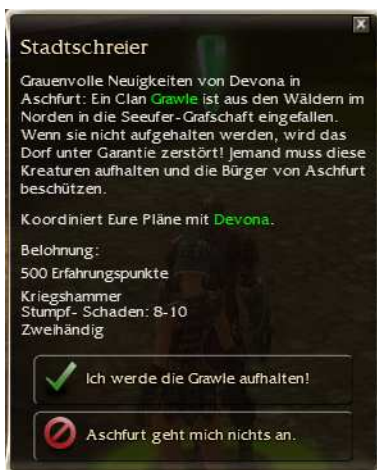 Stadtschreier
Grauenvolle Neuigkeiten von Devona in
Aschfurt: Ein Clan Grawle ist aus den Wäldern im
Norden in die Seeufer-Grafschaft eingefallen.
Wenn sie nicht aufgehalten werden, wird das
Dorf unter Garantie zerstört! Jemand muss diese
Kreaturen aufhalten und die Bürger von Aschfurt
beschützen.
Koordiniert Eure Pläne mit Devona.
Belohnung:
500 Erfahrungspunkte
Kriegshammer
Stumpf- Schaden: 8-10
Zweihändig
Ich werde die Grawle aufhalten!
Aschfurt geht mich nichts an.